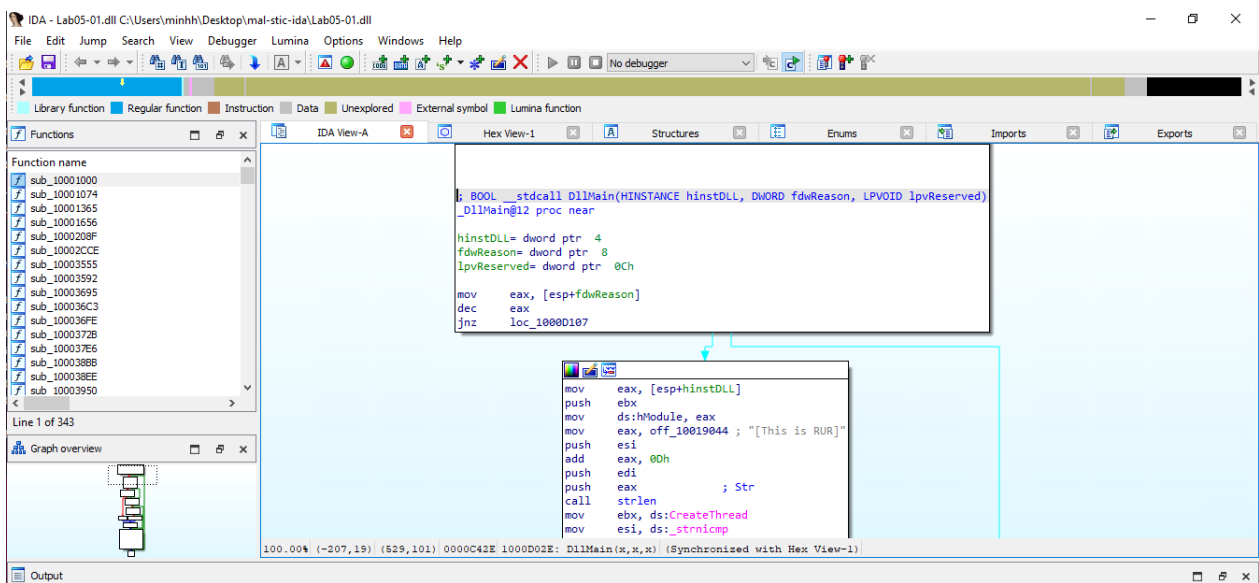 IDA - Lab05-01.dll C:\Users\minhh\Desktop\mal-stic-ida\Lab05-01.dll
File Edit Jump Search View Debugger Lumina Options Windows Help
No debugger
Library function Regular function Instruction Data Unexplored External symbol Lumina function
Functions
IDA View-A Hex View-1 Structures Enums Imports Exports
Function name
sub_10001000
sub_10001074
sub_10001365
sub_10001656
sub_1000208F
sub_10002CCE
sub_10003555
sub_10003592
sub_10003695
sub_100036C3
sub_100036FE
sub_1000372B
sub_100037E6
sub_100038BB
sub_100038EE
sub_10003950
Line 1 of 343
Graph overview
; BOOL __stdcall DllMain(HINSTANCE hinstDLL, DWORD fdwReason, LPVOID lpvReserved)
_DllMain@12 proc near
hinstDLL= dword ptr 4
fdwReason= dword ptr 8
lpvReserved= dword ptr 0Ch
mov eax, [esp+fdwReason]
dec eax
jnz loc_1000D107
mov eax, [esp+hinstDLL]
push ebx
mov ds:hModule, eax
mov eax, off_10019044 ; "[This is RUR]"
push esi
add eax, 0Dh
push edi
push eax ; Str
call strlen
mov ebx, ds:CreateThread
mov esi, ds:_strnicmp
100.00% (-207,19) (529,101) 0000C42E 1000D02E: DllMain(x,x,x) (Synchronized with Hex View-1)
Output